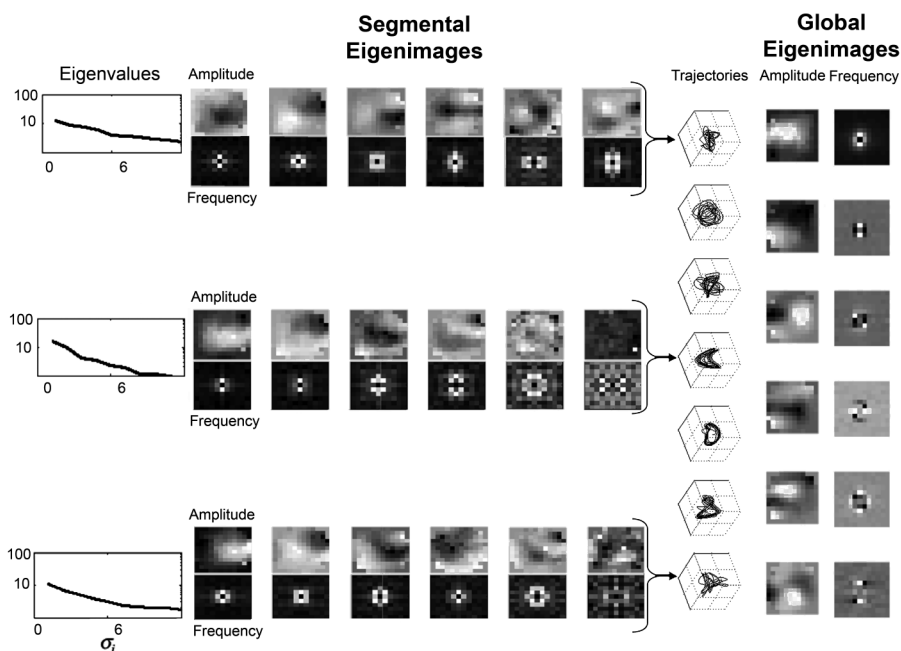 Segmental
Eigenimages
Global
Eigenimages
Eigenvalues
Amplitude
Trajectories
Amplitude Frequency
100
10
0
6
Frequency
Amplitude
100
10
0
6
Frequency
Amplitude
100
10
0
6
σi
Frequency